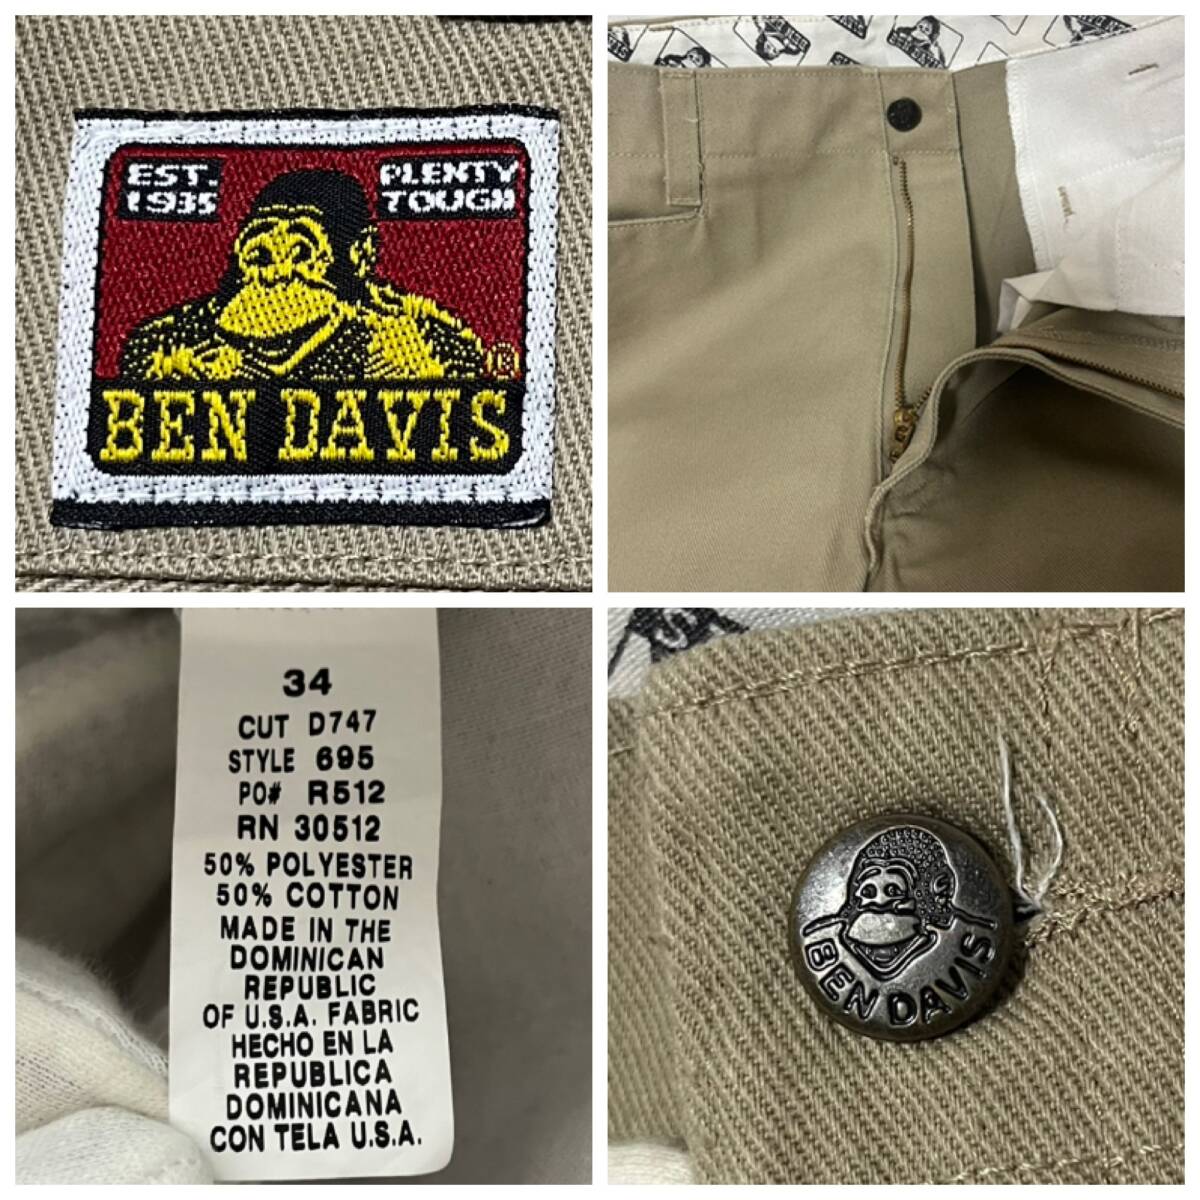 EST.
1935
PLENTY
TOUGH
BEN DAVIS
®
34
CUT D747
STYLE 695
PO# R512
RN 30512
50% POLYESTER
50% COTTON
MADE IN THE
DOMINICAN
REPUBLIC
OF U.S.A. FABRIC
HECHO EN LA
REPUBLICA
DOMINICANA
CON TELA U.S.A.
BEN DAVIS